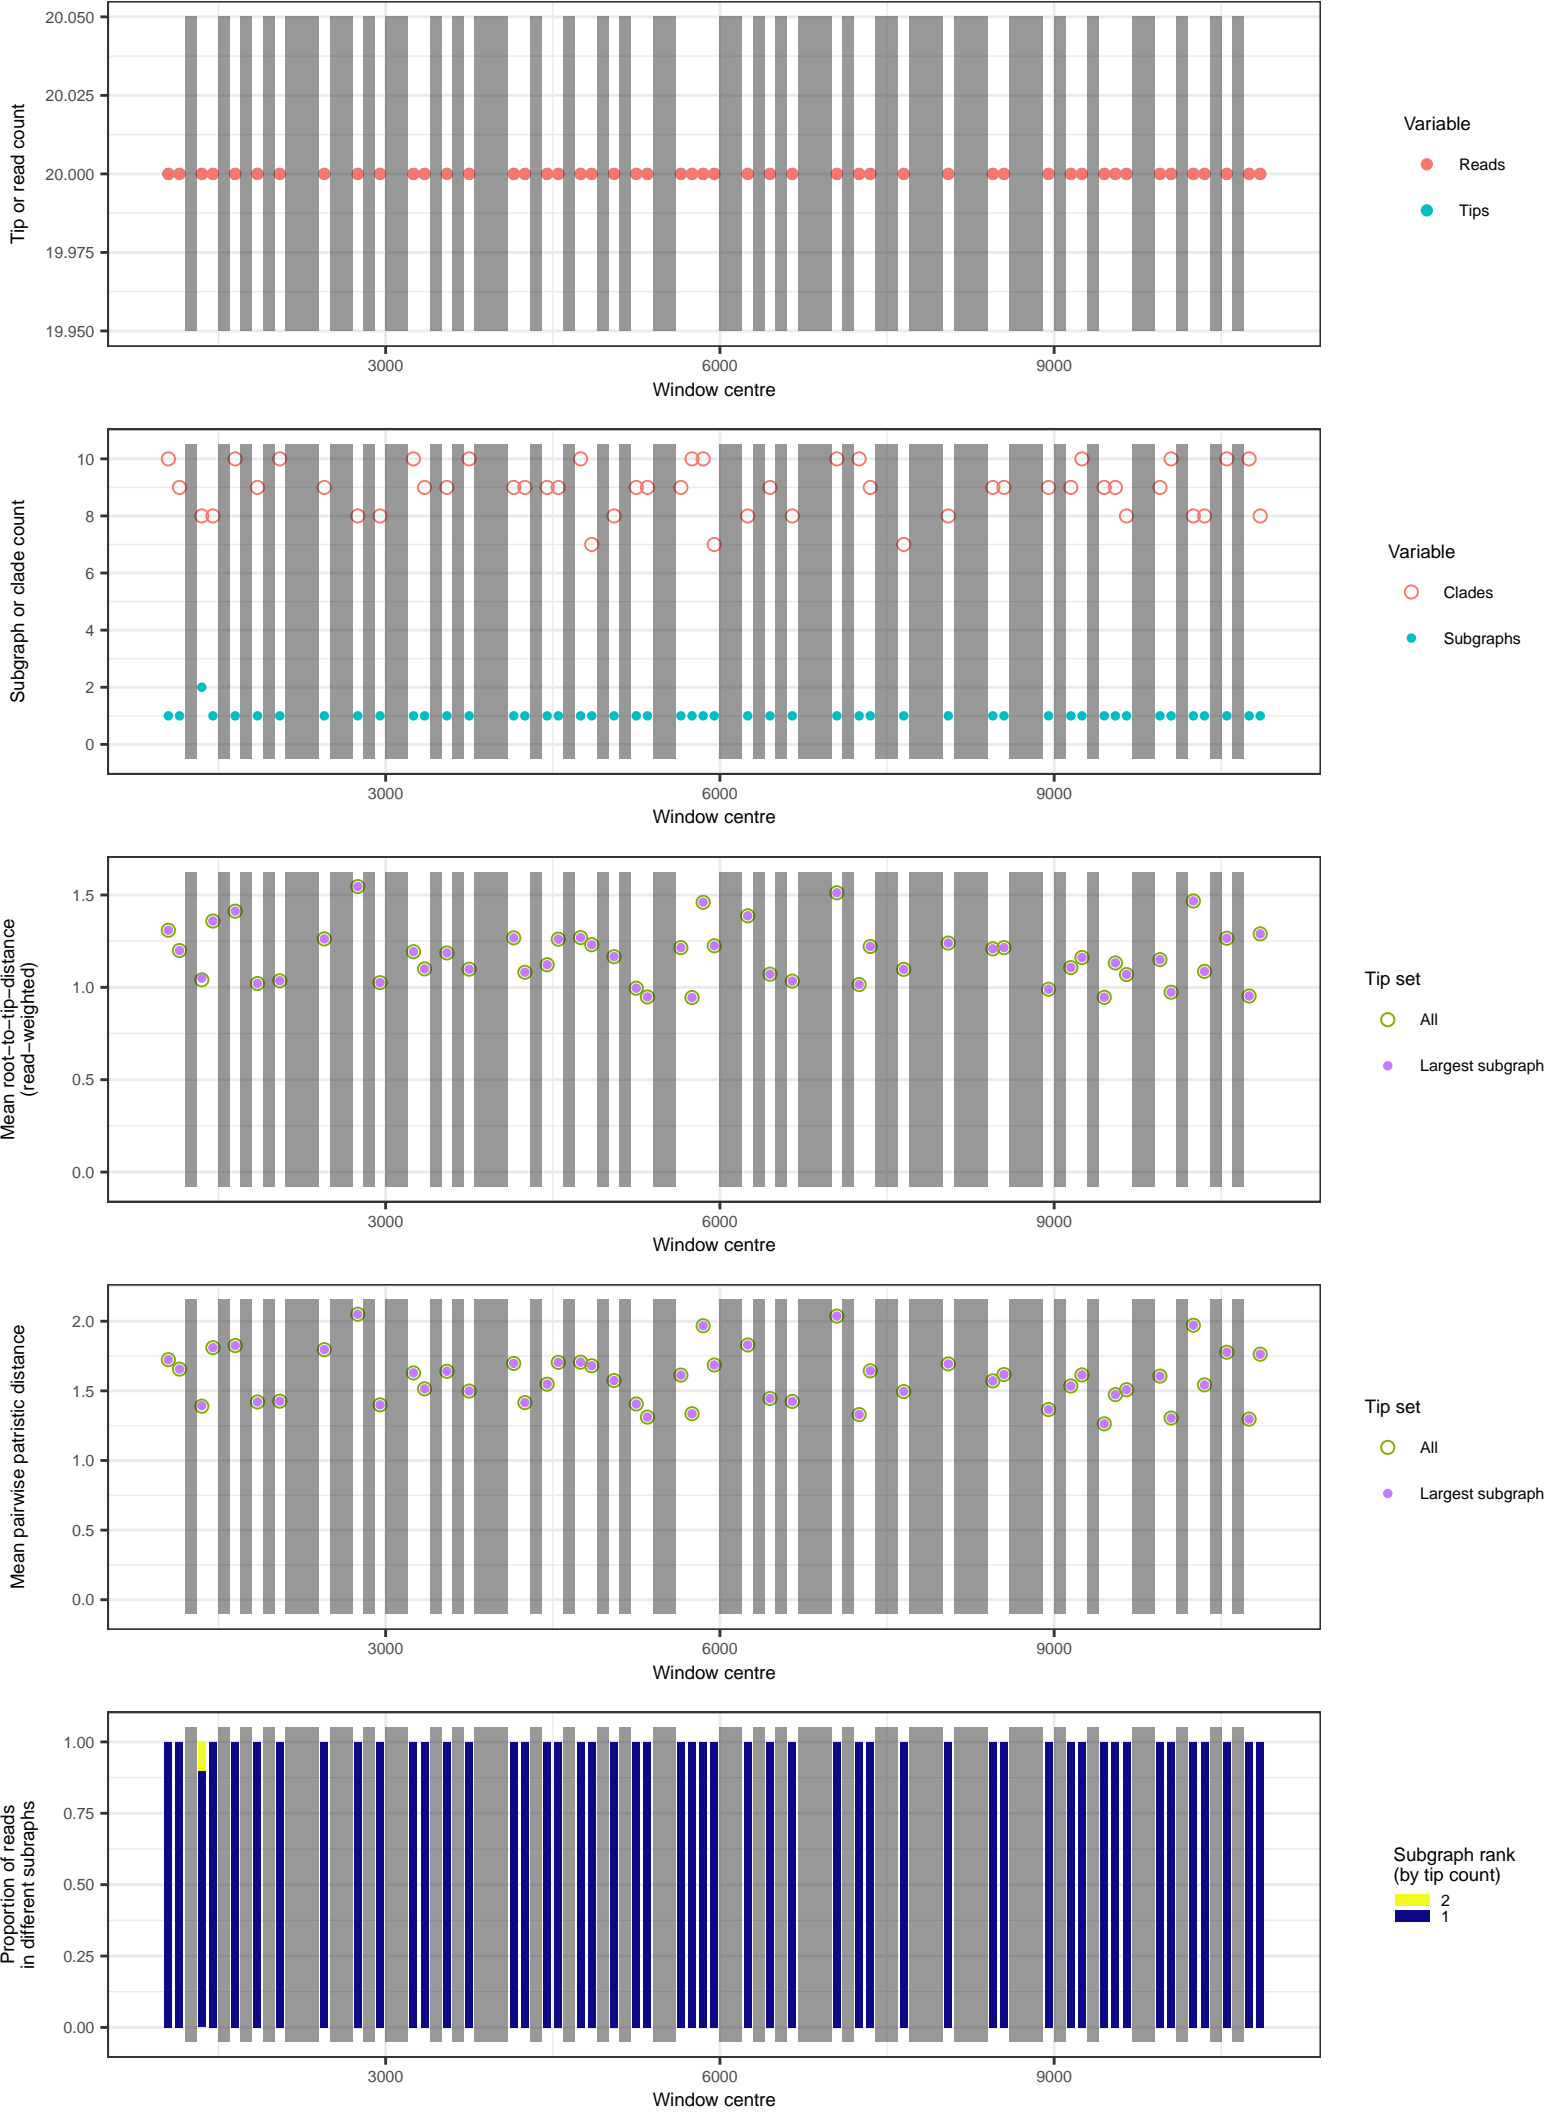 20.050
20.025
20.000
19.975
19.950
Tip or read count
3000
6000
9000
Window centre
Variable
Reads
Tips
10
8
6
4
2
0
Subgraph or clade count
3000
6000
9000
Window centre
Variable
Clades
Subgraphs
1.5
1.0
0.5
0.0
Mean root−to−tip−distance
(read−weighted)
3000
6000
9000
Window centre
Tip set
All
Largest subgraph
2.0
1.5
1.0
0.5
0.0
Mean pairwise patristic distance
3000
6000
9000
Window centre
Tip set
All
Largest subgraph
1.00
0.75
0.50
0.25
0.00
Proportion of reads
in different subraphs
3000
6000
9000
Window centre
Subgraph rank
(by tip count)
2
1